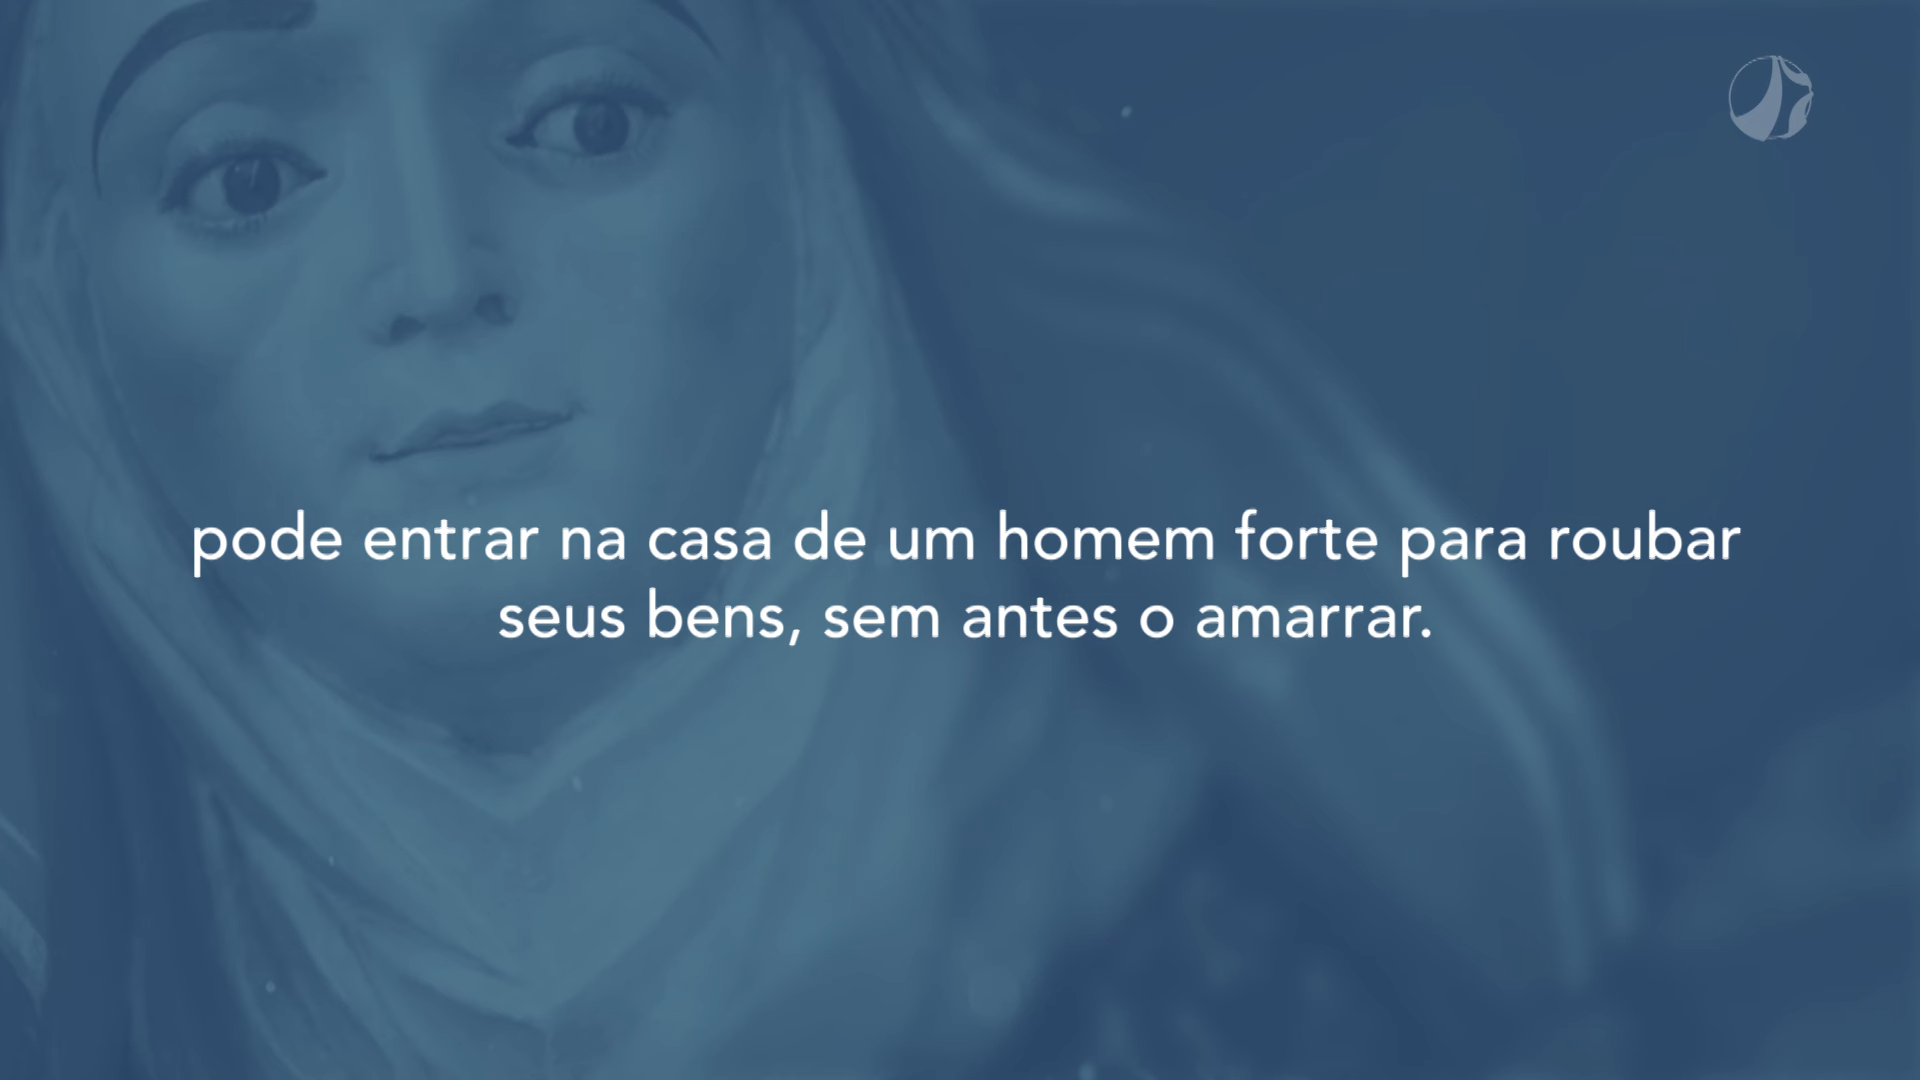 pode entrar na casa de um homem forte para roubar
seus bens, sem antes o amarrar.